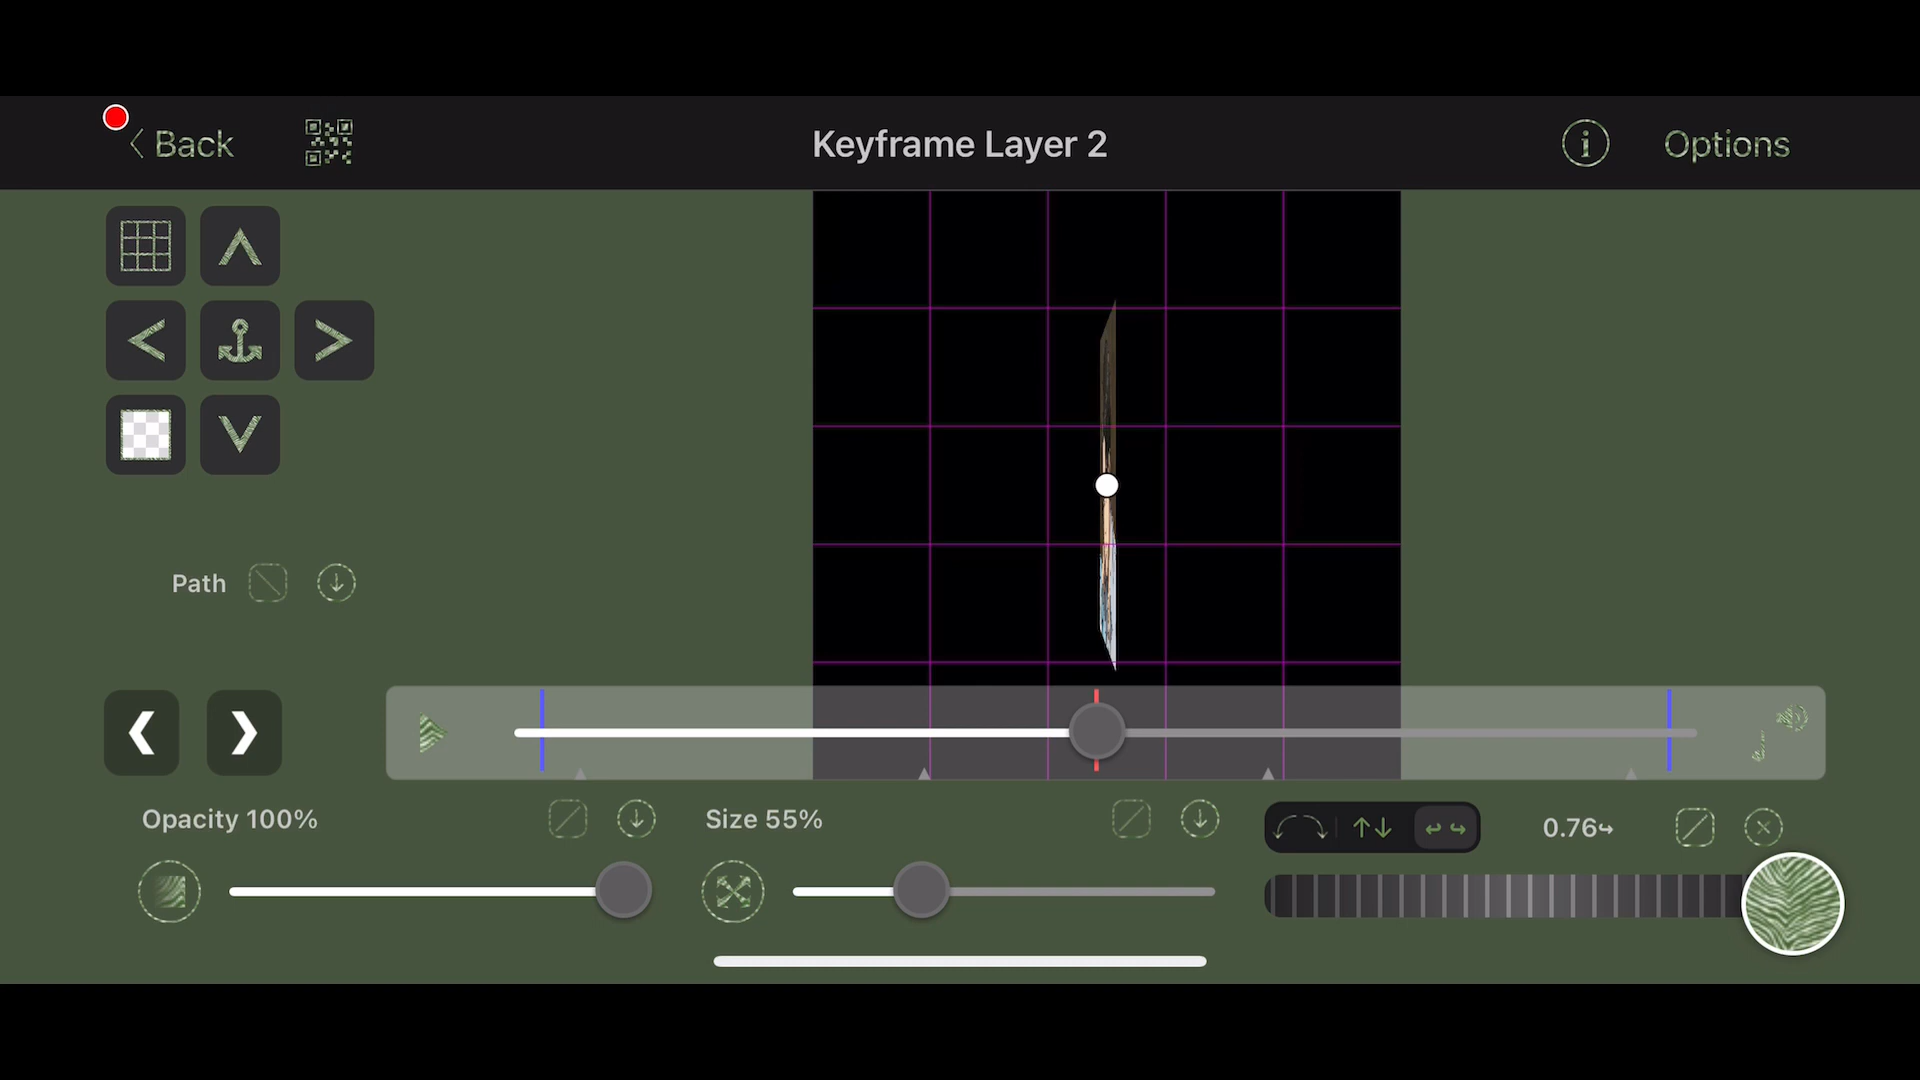 Back
Keyframe Layer 2
Options
Path
Opacity 100%
Size 55%
0.76